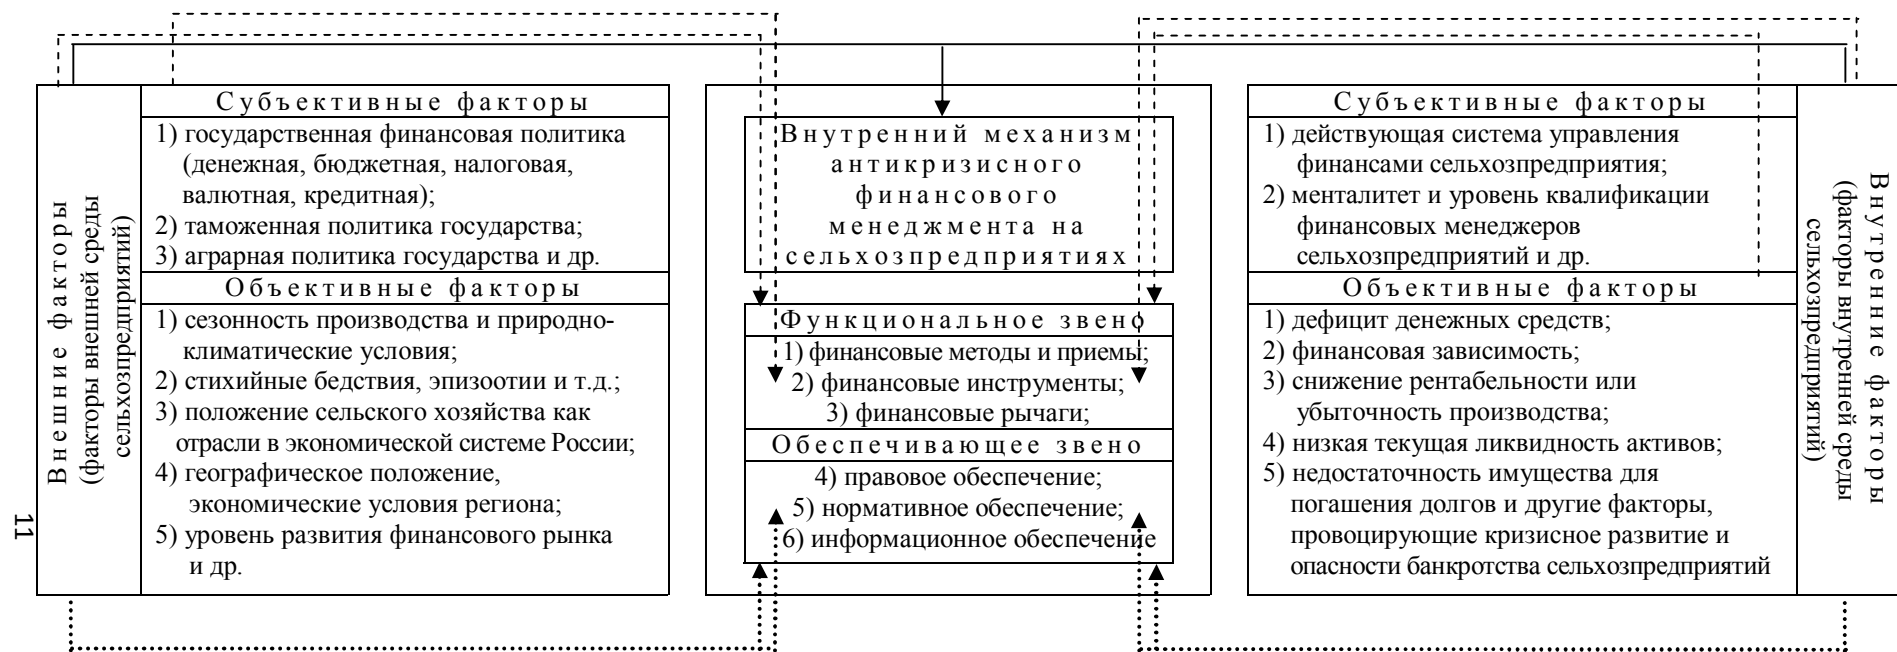 Внешние факторы
(факторы внешней среды
сельхозпредприятий)
Субъективные факторы
1) государственная финансовая политика
(денежная, бюджетная, налоговая,
валютная, кредитная);
2) таможенная политика государства;
3) аграрная политика государства и др.
Объективные факторы
1) сезонность производства и природно-
климатические условия;
2) стихийные бедствия, эпизоотии и т.д.;
3) положение сельского хозяйства как
отрасли в экономической системе России;
4) географическое положение,
экономические условия региона;
5) уровень развития финансового рынка
и др.
Внутренний механизм
антикризисного
финансового
менеджмента на
сельхозпредприятиях
Функциональное звено
1) финансовые методы и приемы;
2) финансовые инструменты;
3) финансовые рычаги;
Обеспечивающее звено
4) правовое обеспечение;
5) нормативное обеспечение;
6) информационное обеспечение
Субъективные факторы
1) действующая система управления
финансами сельхозпредприятия;
2) менталитет и уровень квалификации
финансовых менеджеров
сельхозпредприятий и др.
Объективные факторы
1) дефицит денежных средств;
2) финансовая зависимость;
3) снижение рентабельности или
убыточность производства;
4) низкая текущая ликвидность активов;
5) недостаточность имущества для
погашения долгов и другие факторы,
провоцирующие кризисное развитие и
опасности банкротства сельхозпредприятий
Внутренние факторы
(факторы внутренней среды
сельхозпредприятий)
11